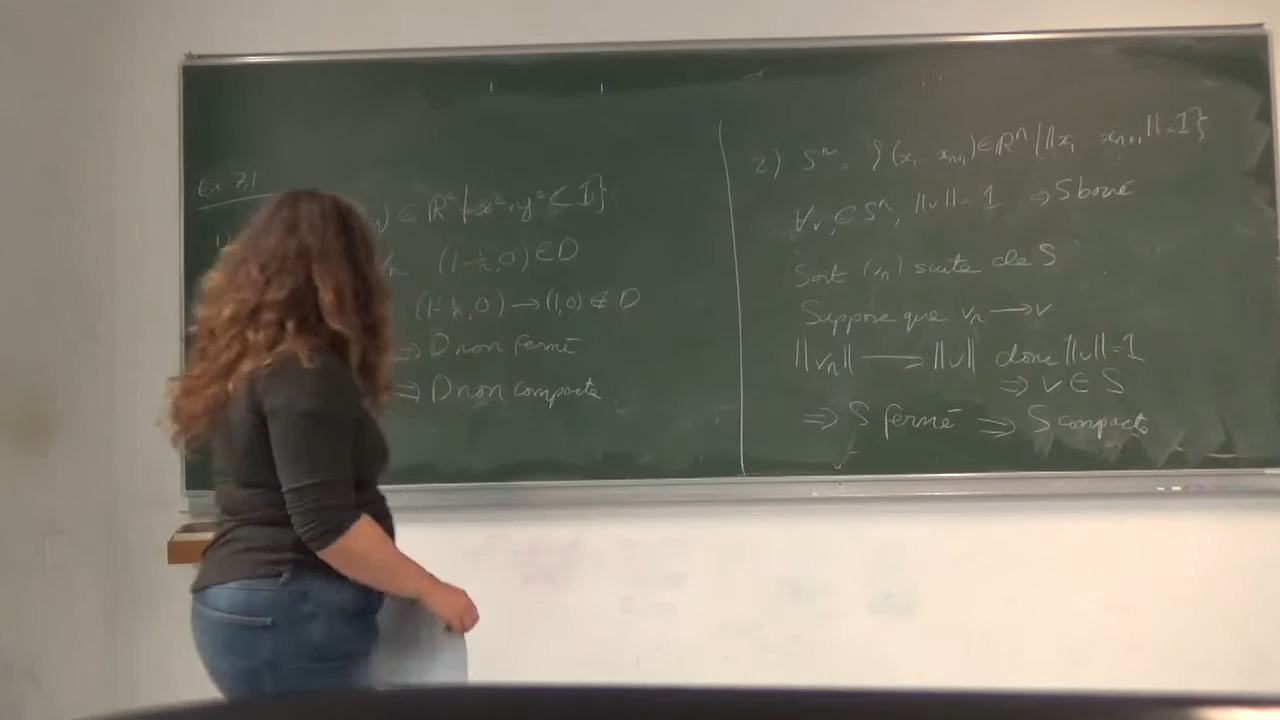 Ex 7,1
1)
) ∈ ℝ² | x² + y² < 1}
(1-1/n, 0) ∈ D
(1-1/n, 0) → (1,0) ∉ D
⇒ D non fermé
⇒ D non compacte
2) Sⁿ = {(x₁ ... xₙ₊₁) ∈ ℝⁿ | ||x₁ ... xₙ₊₁|| = 1}
∀v, ∈ Sⁿ, ||v|| = 1 ⇒ S borné
Soit (vₙ) suite de S
Suppose que vₙ → v
||vₙ|| → ||v|| donc ||v|| = 1
⇒ v ∈ S
⇒ S fermé ⇒ S compacte